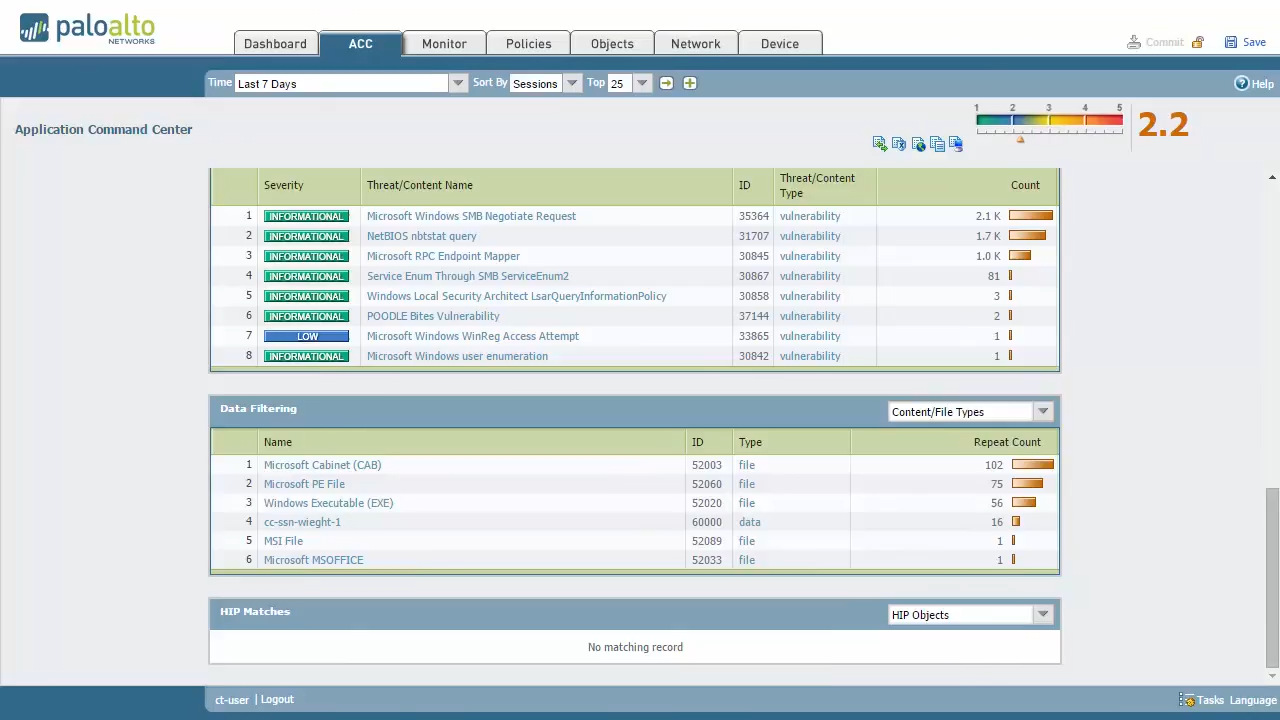 paloalto
NETWORKS
Dashboard ACC Monitor Policies Objects Network Device
Commit Save
Time Last 7 Days Sort By Sessions Top 25
Help
Application Command Center
1 2 3 4 5
2.2
Severity Threat/Content Name ID Threat/Content Type Count
1 INFORMATIONAL Microsoft Windows SMB Negotiate Request 35364 vulnerability 2.1 K
2 INFORMATIONAL NetBIOS nbtstat query 31707 vulnerability 1.7 K
3 INFORMATIONAL Microsoft RPC Endpoint Mapper 30845 vulnerability 1.0 K
4 INFORMATIONAL Service Enum Through SMB ServiceEnum2 30867 vulnerability 81
5 INFORMATIONAL Windows Local Security Architect LsarQueryInformationPolicy 30858 vulnerability 3
6 INFORMATIONAL POODLE Bites Vulnerability 37144 vulnerability 2
7 LOW Microsoft Windows WinReg Access Attempt 33865 vulnerability 1
8 INFORMATIONAL Microsoft Windows user enumeration 30842 vulnerability 1
Data Filtering Content/File Types
Name ID Type Repeat Count
1 Microsoft Cabinet (CAB) 52003 file 102
2 Microsoft PE File 52060 file 75
3 Windows Executable (EXE) 52020 file 56
4 cc-ssn-wieght-1 60000 data 16
5 MSI File 52089 file 1
6 Microsoft MSOFFICE 52033 file 1
HIP Matches HIP Objects
No matching record
ct-user | Logout
Tasks Language